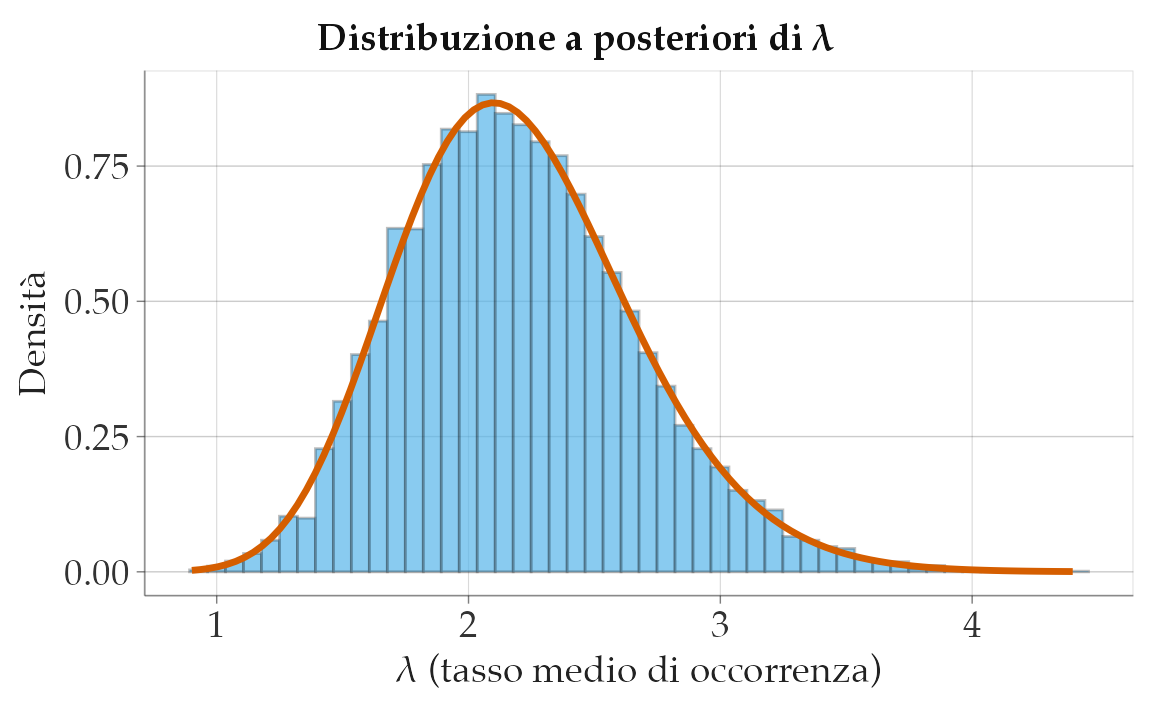 Distribuzione a posteriori di λ
Densità
0.75
0.50
0.25
0.00
1 2 3 4
λ (tasso medio di occorrenza)